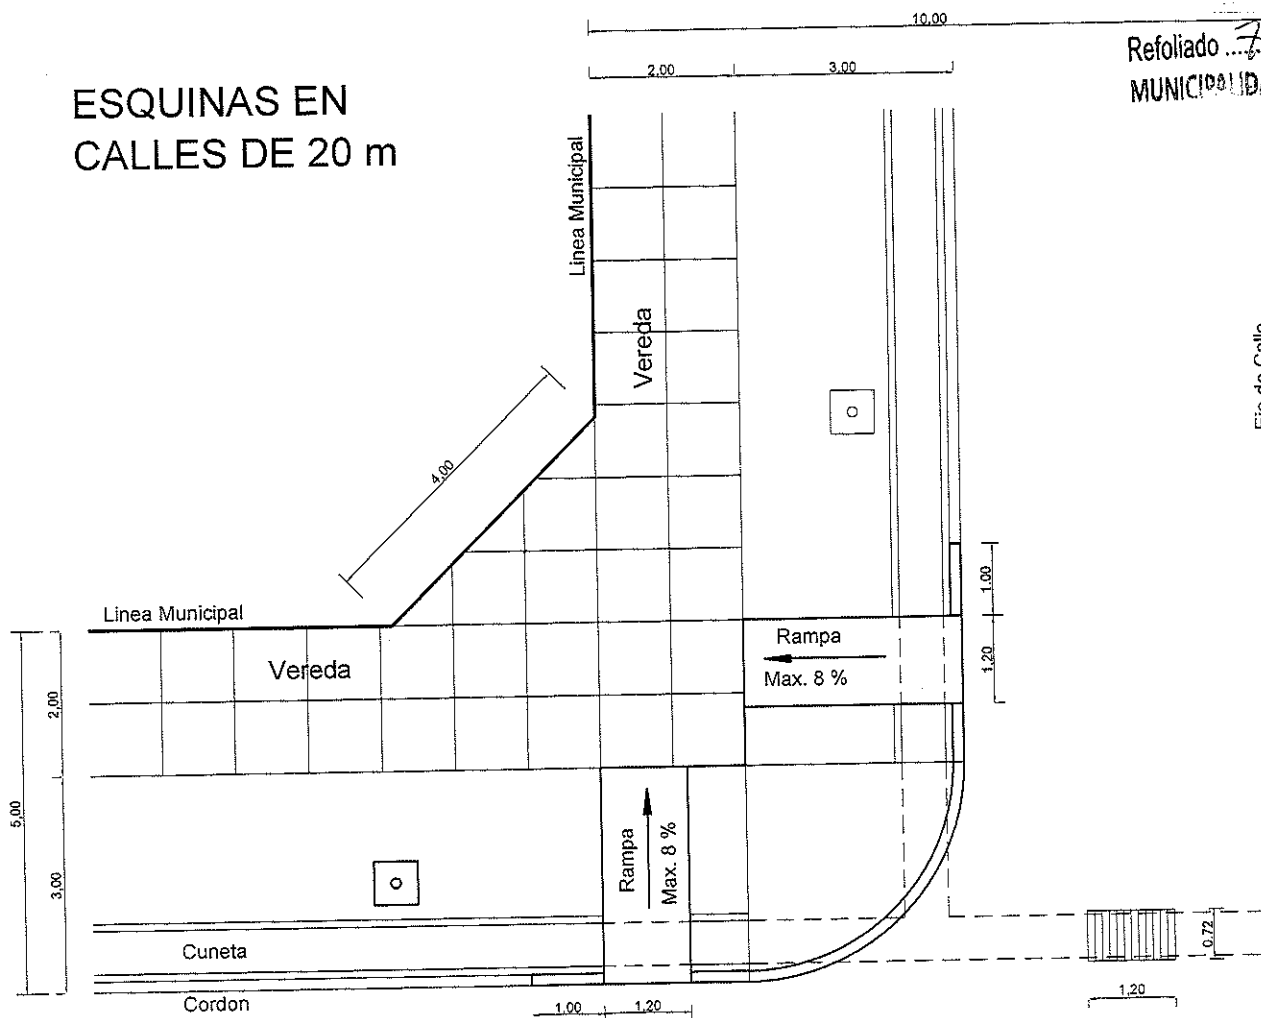 10,00
Refoliado
2,00
3,00
MUNICIPALIDA
ESQUINAS EN
CALLES DE 20 m
Linea Municipal
Vereda
4,00
Linea Municipal
Vereda
1.00
1,20
Rampa
Max. 8 %
5,00
2,00
3,00
Rampa
Max. 8 %
Cuneta
Cordon
1,00
1,20
0,72
1,20